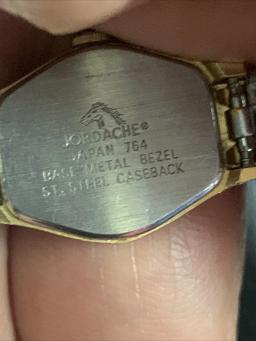 JORDACHE®
JAPAN 764
BASE METAL BEZEL
ST. STEEL CASEBACK